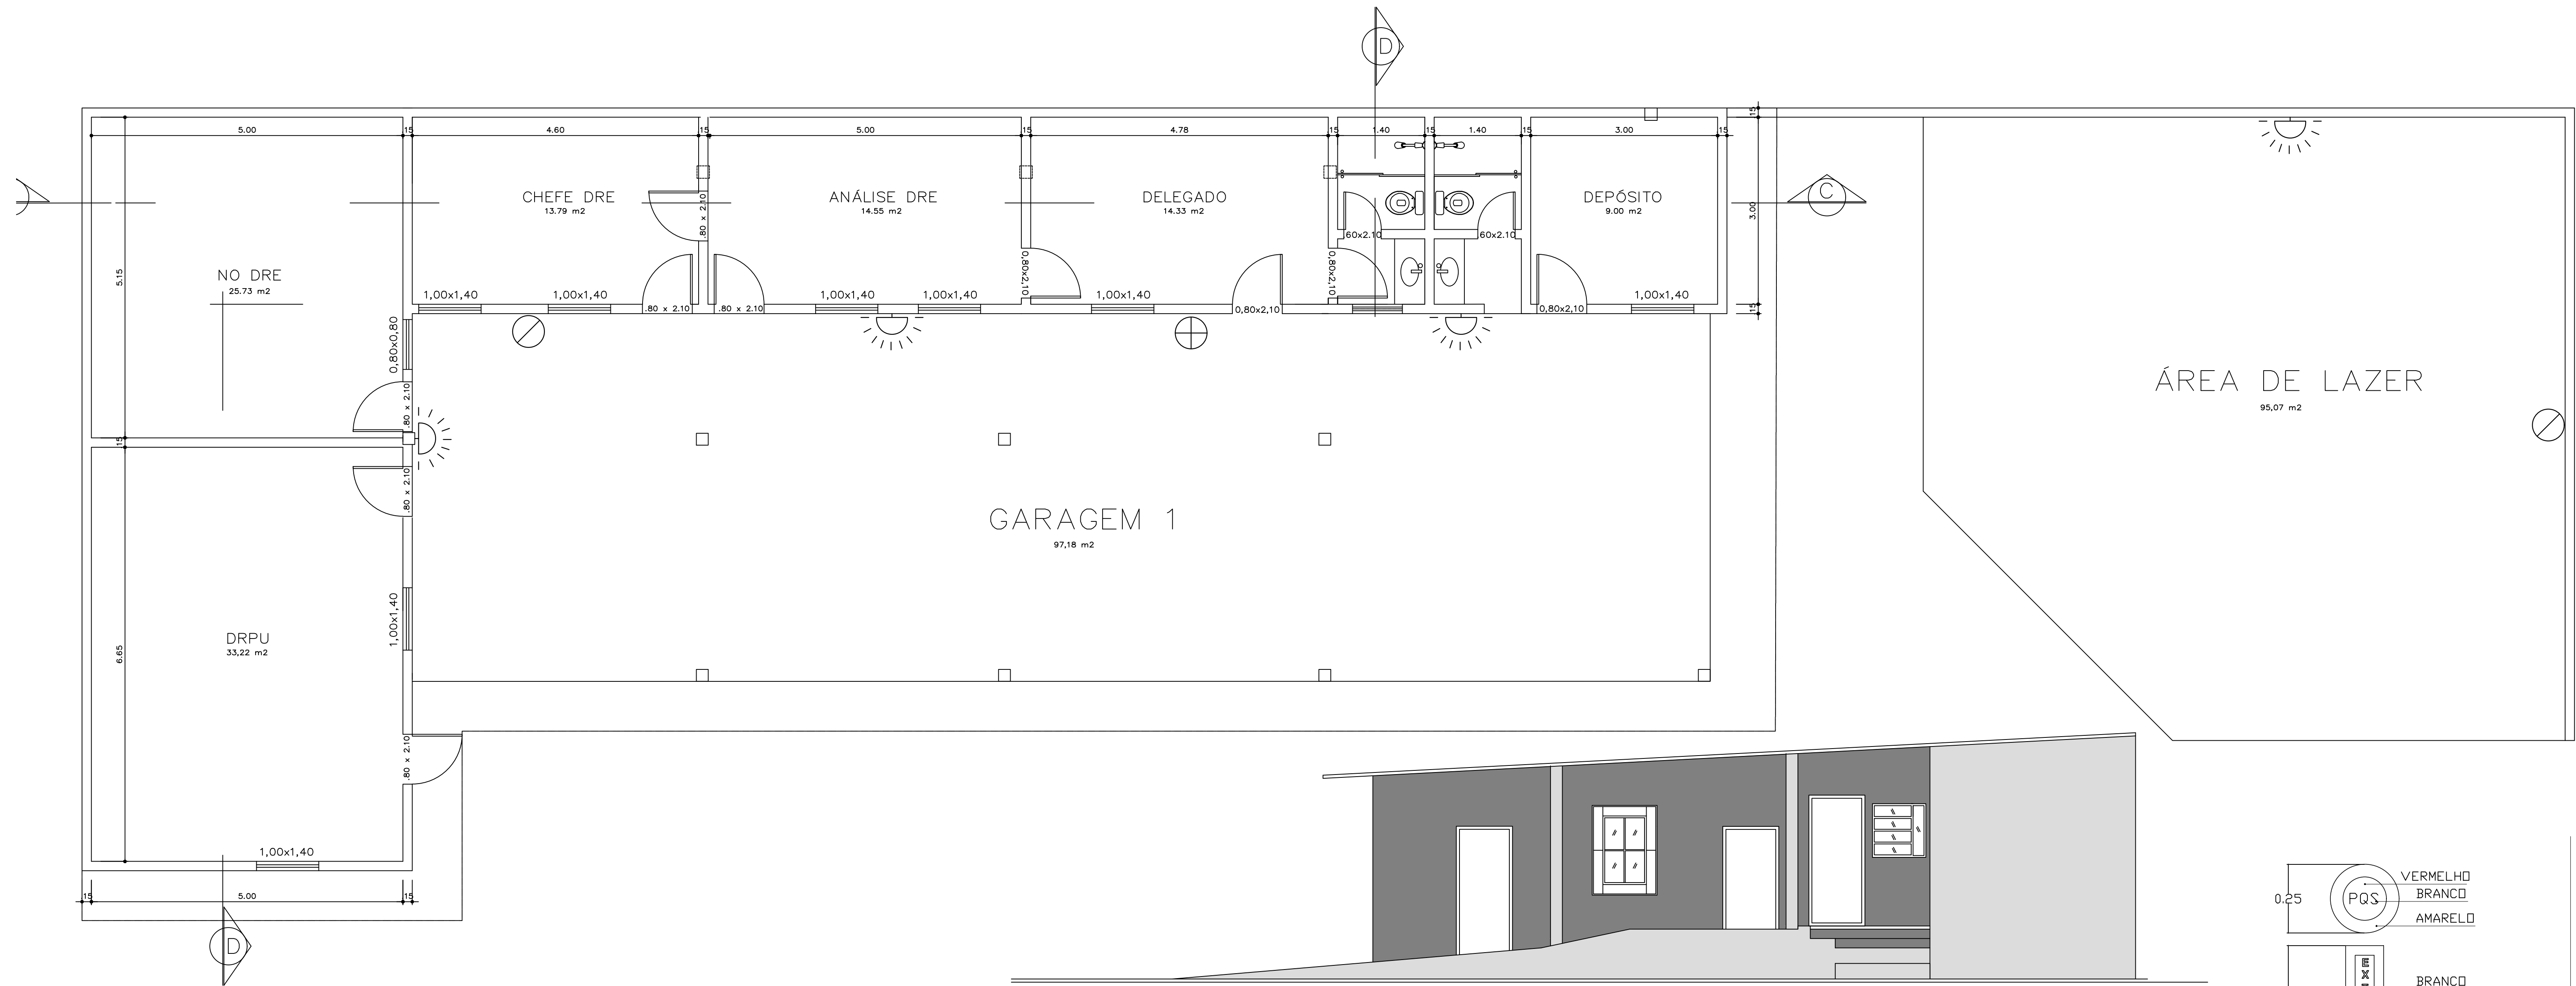 D
15
5.00
15
4.60
15
5.00
15
4.78
15
1.40
15
1.40
15
3.00
15
15
CHEFE DRE
13.79 m2
ANÁLISE DRE
14.55 m2
DELEGADO
14.33 m2
DEPÓSITO
9.00 m2
C
3.00
.80 x 2.10
60x2.10
60x2.10
NO DRE
25.73 m2
5.15
0,80x2,10
0,80x2,10
1,00x1,40
1,00x1,40
1,00x1,40
1,00x1,40
1,00x1,40
1,00x1,40
.80 x 2.10
.80 x 2.10
0,80x2,10
0,80x2,10
15
0,80x0,80
.80 x 2.10
ÁREA DE LAZER
95,07 m2
15
.80 x 2.10
GARAGEM 1
97,18 m2
1,00x1,40
DRPU
33,22 m2
6.65
.80 x 2.10
1,00x1,40
15
5.00
15
D
0.25
PQS
VERMELHO
BRANCO
AMARELO
E
X
BRANCO